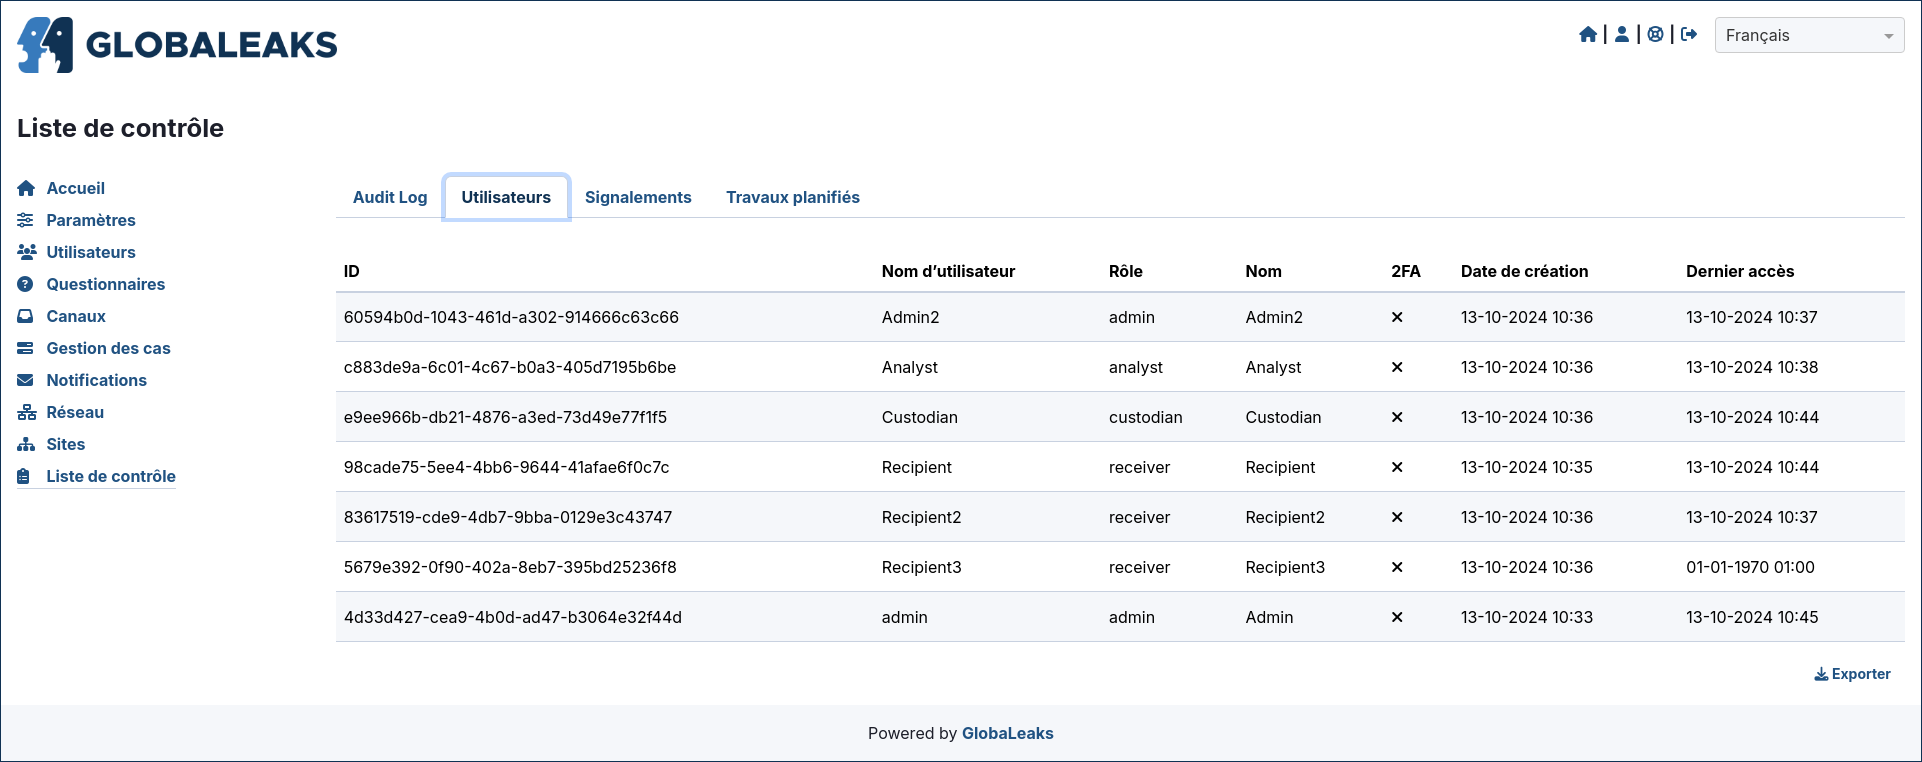 GLOBALEAKS
Français
Liste de contrôle
Accueil
Paramètres
Utilisateurs
Questionnaires
Canaux
Gestion des cas
Notifications
Réseau
Sites
Liste de contrôle
Audit Log Utilisateurs Signalements Travaux planifiés
ID Nom d’utilisateur Rôle Nom 2FA Date de création Dernier accès
60594b0d-1043-461d-a302-914666c63c66 Admin2 admin Admin2 13-10-2024 10:36 13-10-2024 10:37
c883de9a-6c01-4c67-b0a3-405d7195b6be Analyst analyst Analyst 13-10-2024 10:36 13-10-2024 10:38
e9ee966b-db21-4876-a3ed-73d49e77f1f5 Custodian custodian Custodian 13-10-2024 10:36 13-10-2024 10:44
98cade75-5ee4-4bb6-9644-41afae6f0c7c Recipient receiver Recipient 13-10-2024 10:35 13-10-2024 10:44
83617519-cde9-4db7-9bba-0129e3c43747 Recipient2 receiver Recipient2 13-10-2024 10:36 13-10-2024 10:37
5679e392-0f90-402a-8eb7-395bd25236f8 Recipient3 receiver Recipient3 13-10-2024 10:36 01-01-1970 01:00
4d33d427-cea9-4b0d-ad47-b3064e32f44d admin admin Admin 13-10-2024 10:33 13-10-2024 10:45
Exporter
Powered by GlobaLeaks